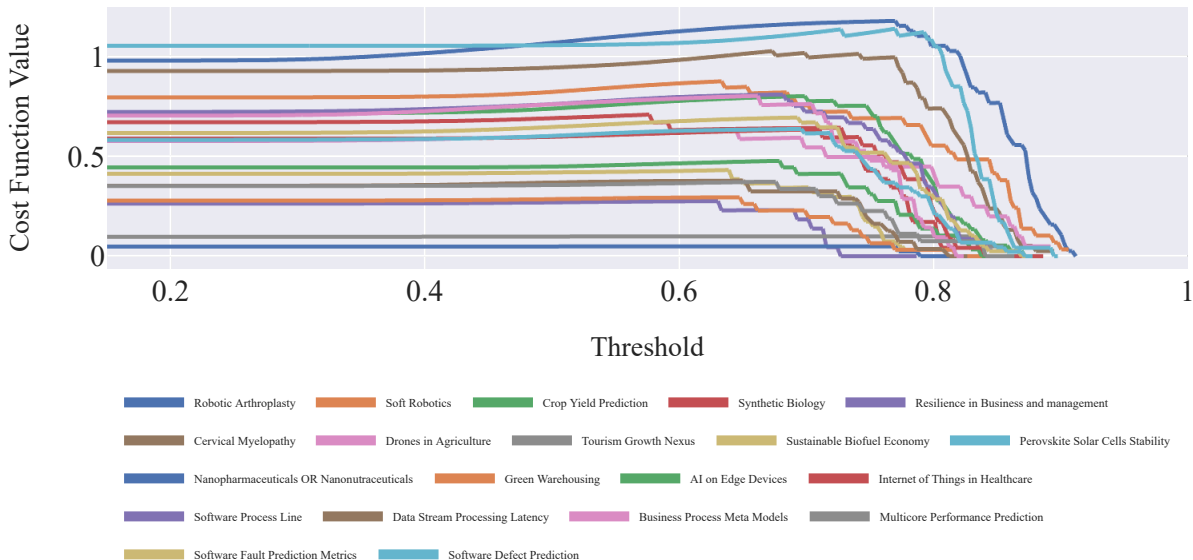 Cost Function Value
1
0.5
0
0.2 0.4 0.6 0.8 1
Threshold
Robotic Arthroplasty Soft Robotics Crop Yield Prediction Synthetic Biology Resilience in Business and management
Cervical Myelopathy Drones in Agriculture Tourism Growth Nexus Sustainable Biofuel Economy Perovskite Solar Cells Stability
Nanopharmaceuticals OR Nanonutraceuticals Green Warehousing AI on Edge Devices Internet of Things in Healthcare
Software Process Line Data Stream Processing Latency Business Process Meta Models Multicore Performance Prediction
Software Fault Prediction Metrics Software Defect Prediction